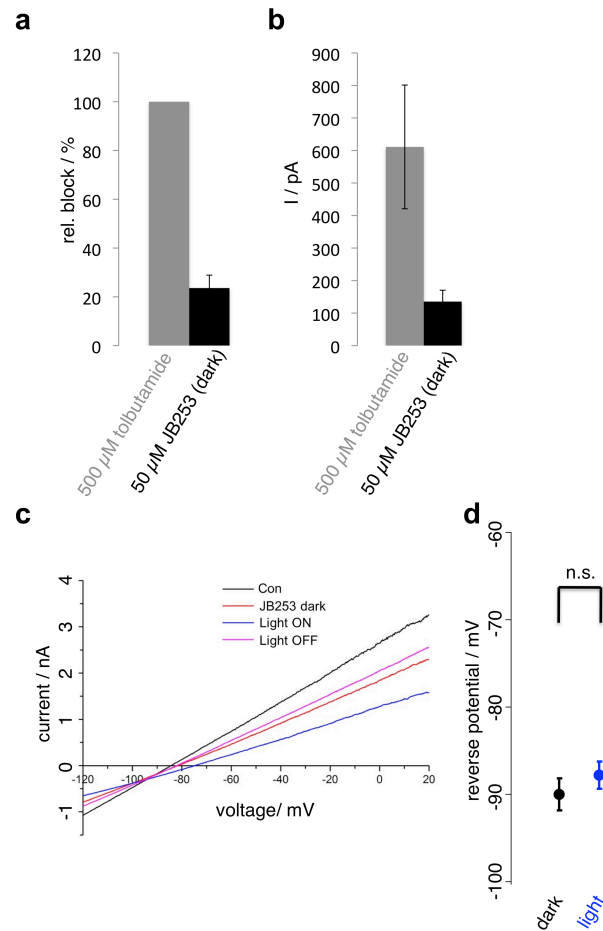 a
120
100
80
60
40
20
0
rel. block / %
500 µM tolbutamide
50 µM JB253 (dark)
b
900
800
700
600
500
400
300
200
100
0
I / pA
500 µM tolbutamide
50 µM JB253 (dark)
c
4
3
2
1
0
-1
current / nA
Con
JB253 dark
Light ON
Light OFF
-120 -100 -80 -60 -40 -20 0 20
voltage/ mV
d
-60
-70
-80
-90
-100
reverse potential / mV
n.s.
dark
light